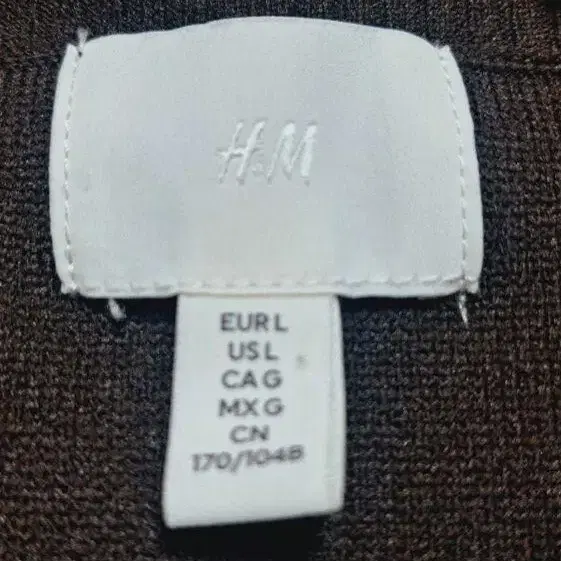 H&M
EUR L
US L
CA G
MX G
CN
170/104B